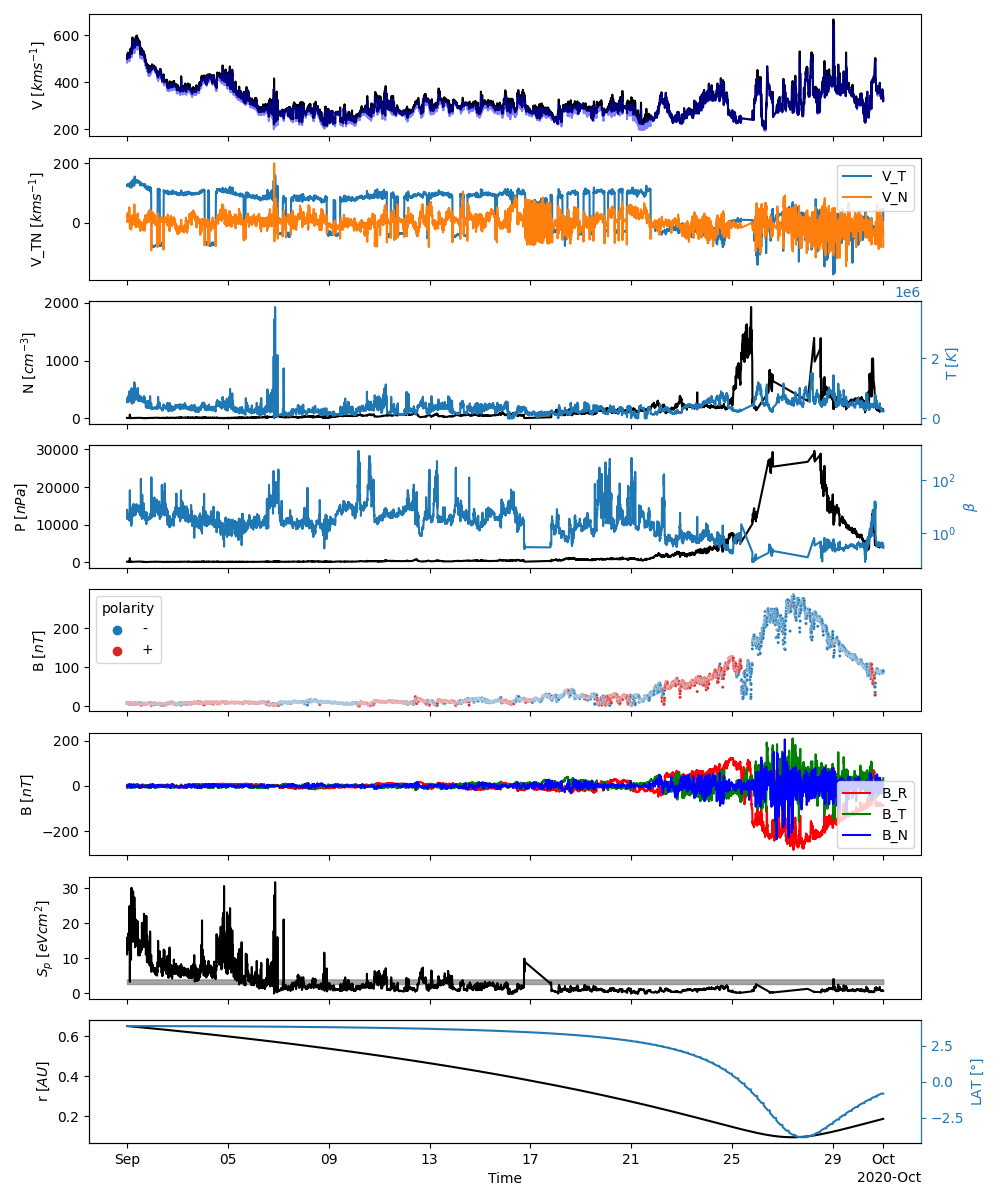 V [kms⁻¹]
600
400
200
V_TN [kms⁻¹]
200
0
V_T
V_N
1e6
N [cm⁻³]
2000
1000
0
T [K]
2
0
P [nPa]
30000
20000
10000
0
β
10²
10⁰
B [nT]
200
100
0
polarity
-
+
B [nT]
200
0
−200
B_R
B_T
B_N
Sₚ [eVcm²]
30
20
10
0
r [AU]
0.6
0.4
0.2
LAT [°]
2.5
0.0
−2.5
Sep 05 09 13 17 21 25 29 Oct
Time
2020-Oct